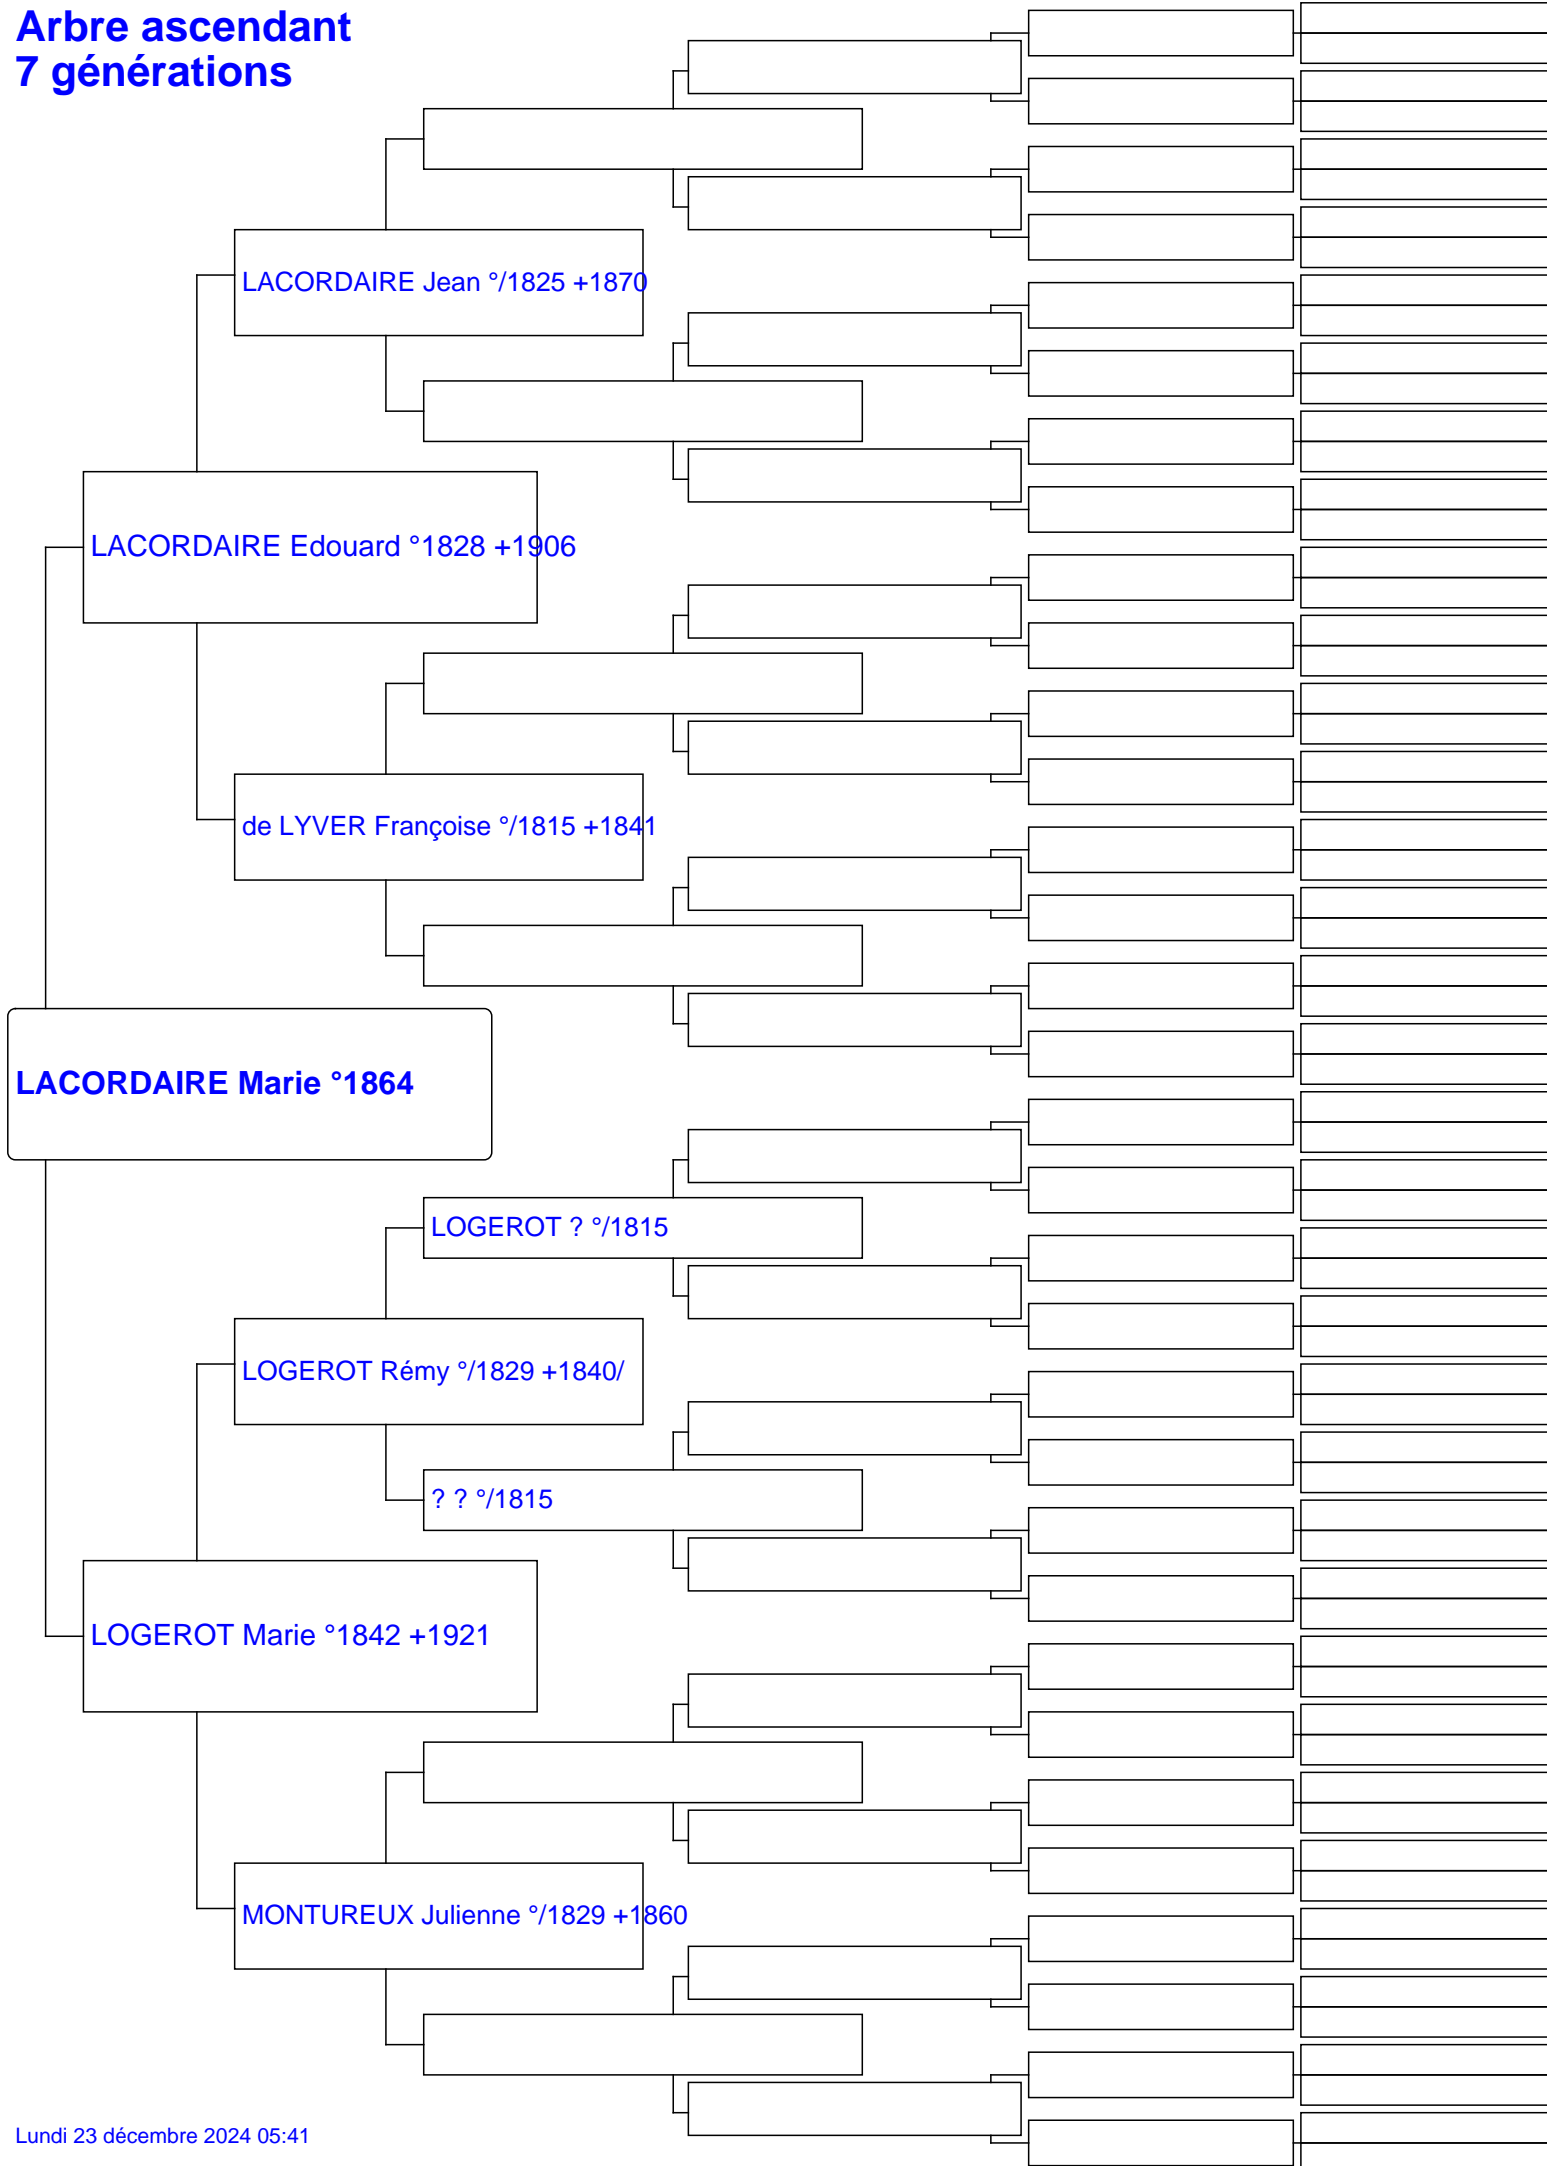 Arbre ascendant
7 générations
LACORDAIRE Jean °/1825 +1870
LACORDAIRE Edouard °1828 +1906
de LYVER Françoise °/1815 +1841
LACORDAIRE Marie °1864
LOGEROT ? °/1815
LOGEROT Rémy °/1829 +1840/
? ? °/1815
LOGEROT Marie °1842 +1921
MONTUREUX Julienne °/1829 +1860
Lundi 23 décembre 2024 05:41